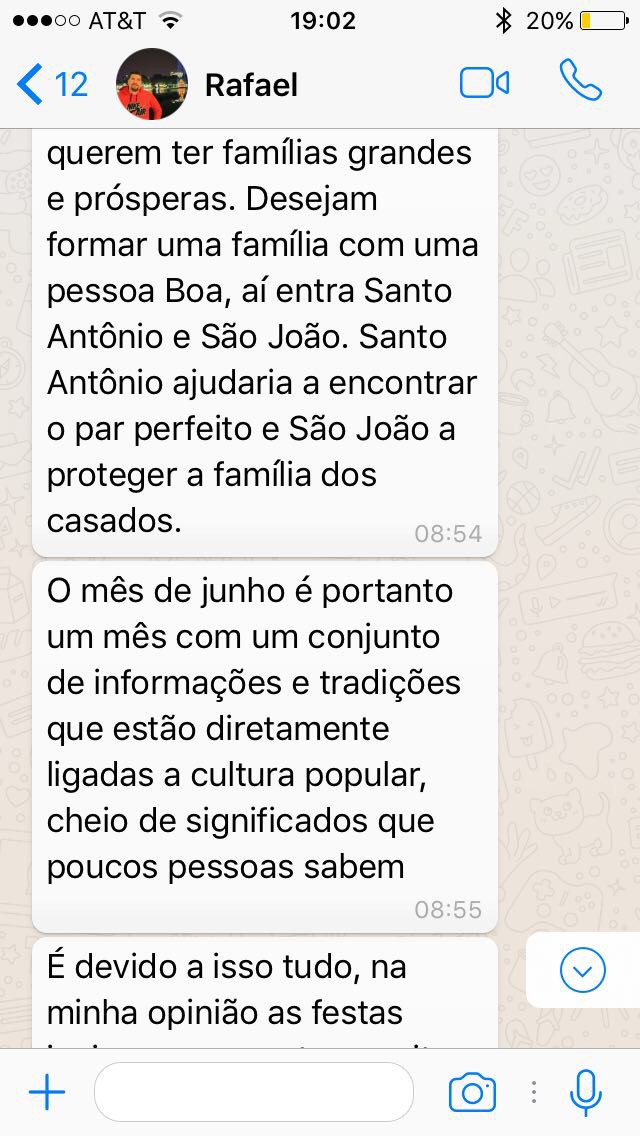 AT&T 19:02 20%
12 Rafael
querem ter famílias grandes
e prósperas. Desejam
formar uma família com uma
pessoa Boa, aí entra Santo
Antônio e São João. Santo
Antônio ajudaria a encontrar
o par perfeito e São João a
proteger a família dos
casados.
08:54
O mês de junho é portanto
um mês com um conjunto
de informações e tradições
que estão diretamente
ligadas a cultura popular,
cheio de significados que
poucos pessoas sabem
08:55
É devido a isso tudo, na
minha opinião as festas